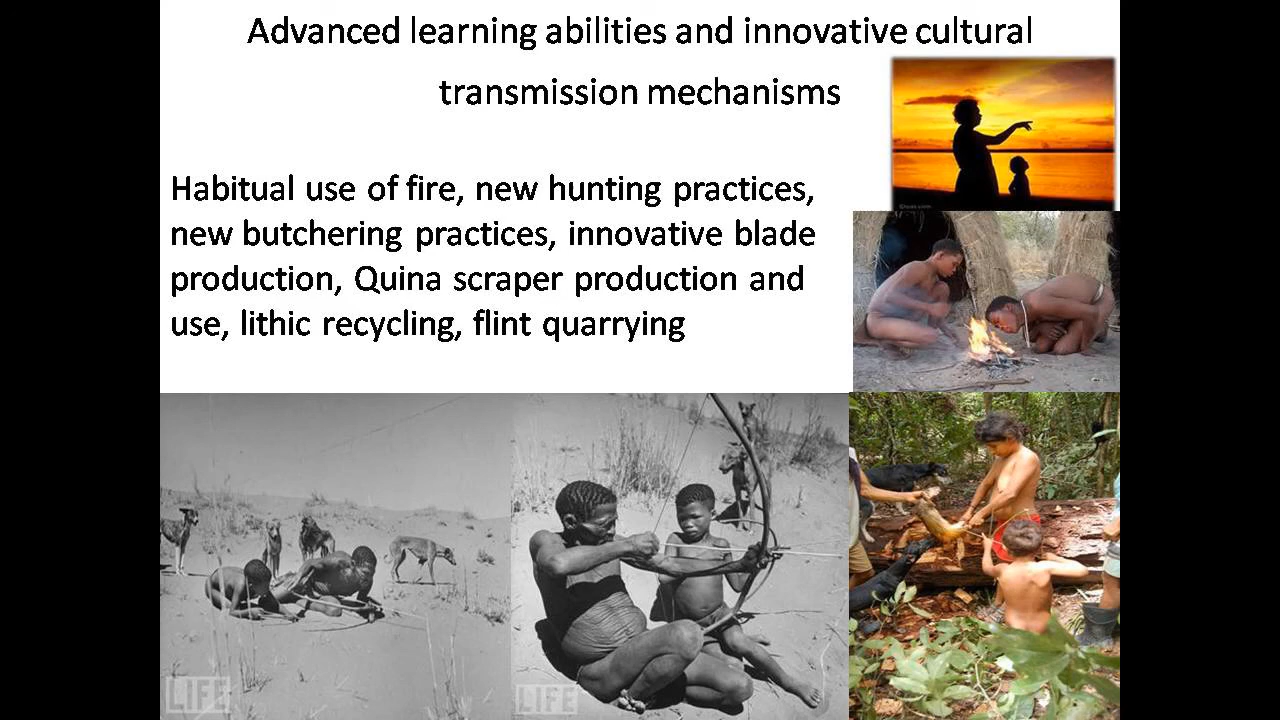 Advanced learning abilities and innovative cultural
transmission mechanisms
Habitual use of fire, new hunting practices,
new butchering practices, innovative blade
production, Quina scraper production and
use, lithic recycling, flint quarrying
LIFE
LIFE